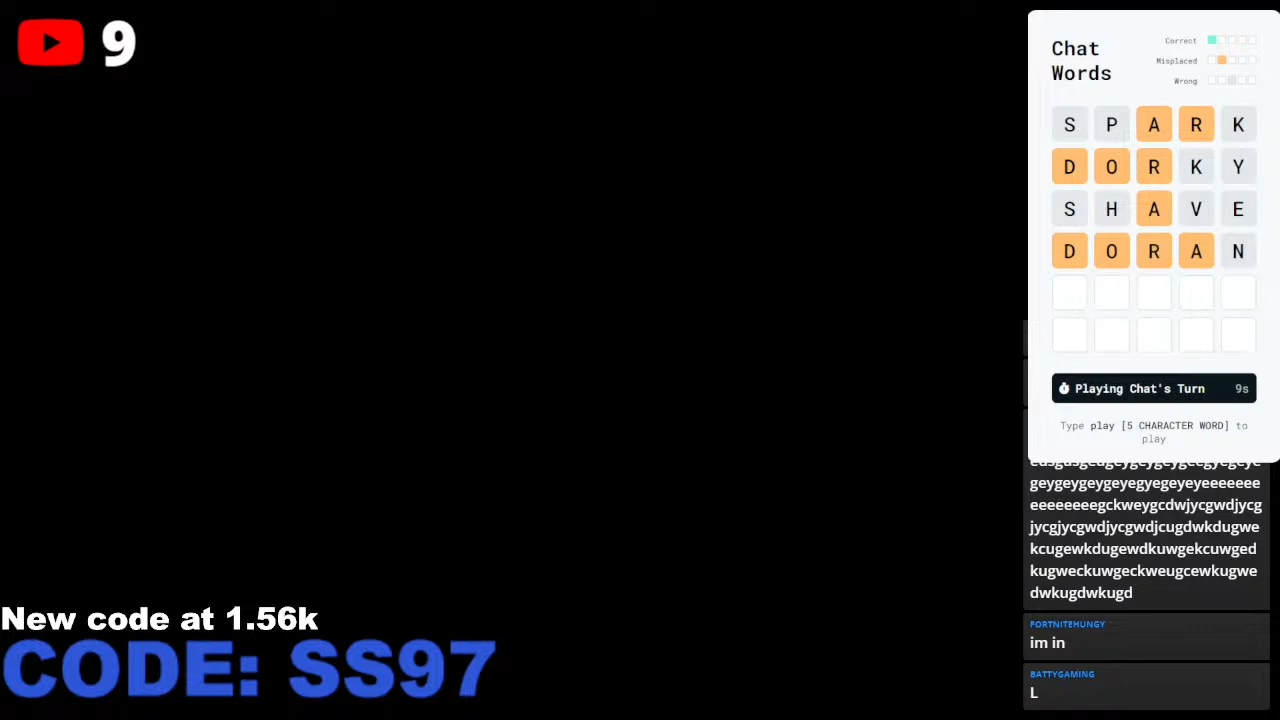 9
Chat
Words
Correct
Misplaced
Wrong
S P A R K
D O R K Y
S H A V E
D O R A N
Playing Chat's Turn 9s
Type play [5 CHARACTER WORD] to
play
geygeygeygeyegyegeyeyeeeeeee
eeeeeeeegckweygcdwjycgwdjycg
jycgjycgwdjycgwdjcugdwkdugwe
kcugewkdugewdkuwgekcuwged
kugweckuwgeckweugcewkugwe
dwkugdwkugd
FORTNITEHUNGY
im in
BATTYGAMING
L
New code at 1.56k
CODE: SS97